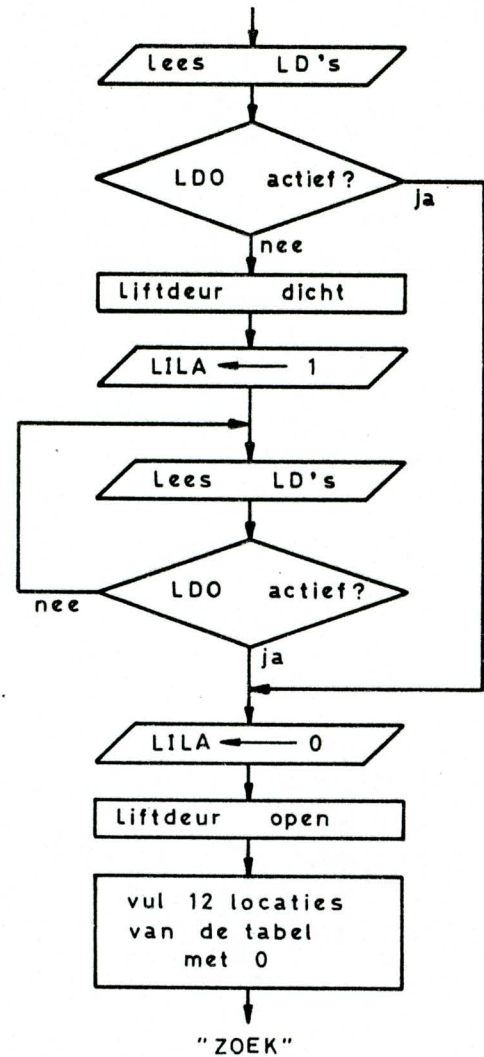 Lees LD's
LDO actief?
ja
nee
Liftdeur dicht
LILA ← 1
Lees LD's
LDO actief?
nee
ja
LILA ← 0
Liftdeur open
vul 12 locaties
van de tabel
met 0
"ZOEK"